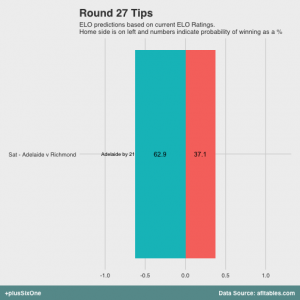 Round 27 Tips
ELO predictions based on current ELO Ratings.
Home side is on left and numbers indicate probability of winning as a %
Sat - Adelaide v Richmond
Adelaide by 21
62.9
37.1
-1.0
-0.5
0.0
0.5
1.0
+plusSixOne
Data Source: afltables.com